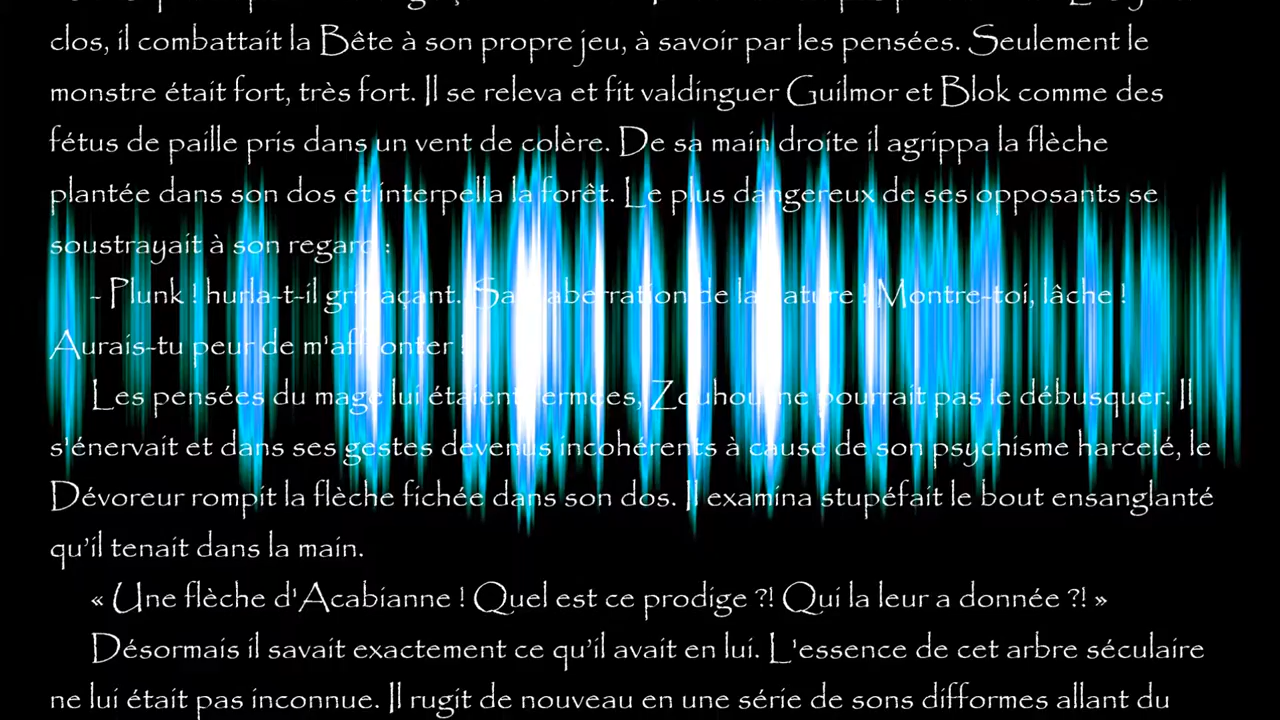 clos, il combattait la Bête à son propre jeu, à savoir par les pensées. Seulement le
monstre était fort, très fort. Il se releva et fit valdinguer Guilmor et Blok comme des
fétus de paille pris dans un vent de colère. De sa main droite il agrippa la flèche
plantée dans son dos et interpella la forêt. Le plus dangereux de ses opposants se
soustrayait à son regard :
- Plunk ! hurla-t-il grimaçant. Sale aberration de la nature ! Montre-toi, lâche !
Aurais-tu peur de m'affronter !
Les pensées du mage lui étaient fermées, Zouhoune pourrait pas le débusquer. Il
s'énervait et dans ses gestes devenus incohérents à cause de son psychisme harcelé, le
Dévoreur rompit la flèche fichée dans son dos. Il examina stupéfait le bout ensanglanté
qu'il tenait dans la main.
« Une flèche d'Acabianne ! Quel est ce prodige ?! Qui la leur a donnée ?! »
Désormais il savait exactement ce qu'il avait en lui. L'essence de cet arbre séculaire
ne lui était pas inconnue. Il rugit de nouveau en une série de sons difformes allant du